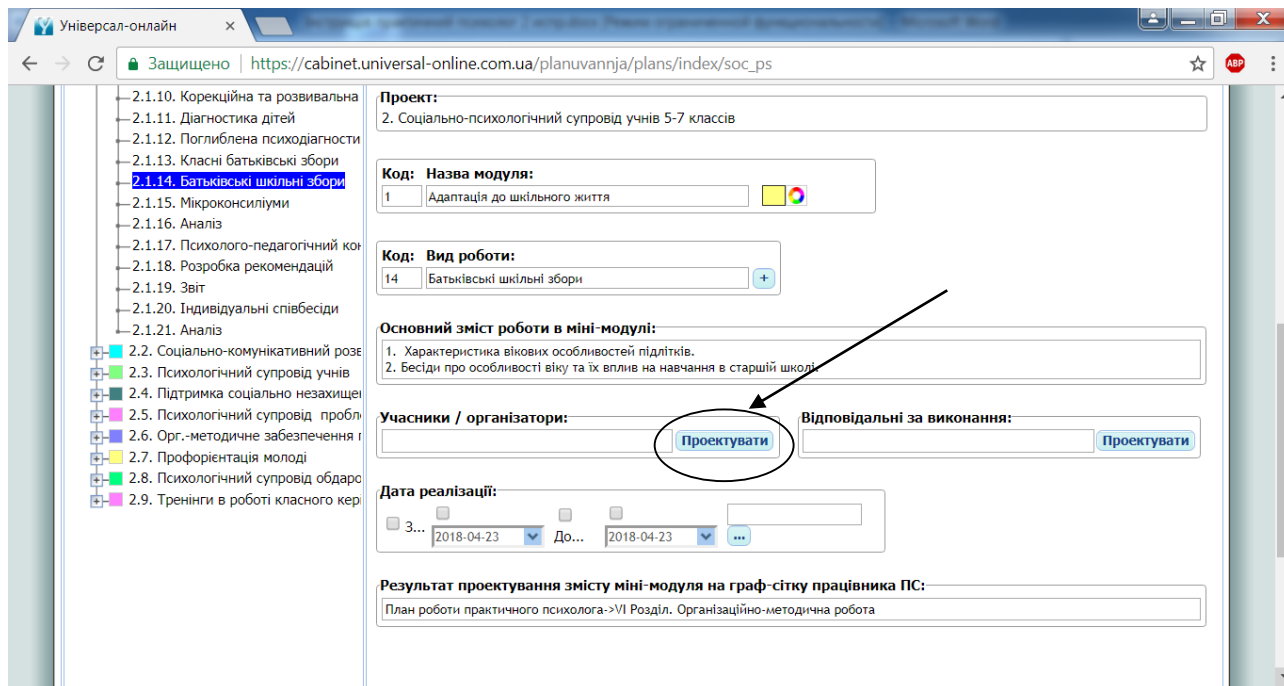 Універсал-онлайн
Защищено | https://cabinet.universal-online.com.ua/planuvannja/plans/index/soc_ps
ABP
2.1.10. Корекційна та розвивальна
2.1.11. Діагностика дітей
2.1.12. Поглиблена психодіагности
2.1.13. Класні батьківські збори
2.1.14. Батьківські шкільні збори
2.1.15. Мікроконсиліуми
2.1.16. Аналіз
2.1.17. Психолого-педагогічний кон
2.1.18. Розробка рекомендацій
2.1.19. Звіт
2.1.20. Індивідуальні співбесіди
2.1.21. Аналіз
2.2. Соціально-комунікативний розв
2.3. Психологічний супровід учнів
2.4. Підтримка соціально незахищен
2.5. Психологічний супровід пробл
2.6. Орг.-методичне забезпечення п
2.7. Профорієнтація молоді
2.8. Психологічний супровід обдаро
2.9. Тренінги в роботі класного кері
Проект:
2. Соціально-психологічний супровід учнів 5-7 классів
Код: Назва модуля:
1 Адаптація до шкільного життя
Код: Вид роботи:
14 Батьківські шкільні збори +
Основний зміст роботи в міні-модулі:
1. Характеристика вікових особливостей підлітків.
2. Бесіди про особливості віку та їх вплив на навчання в старшій школі.
Учасники / організатори:
Проектувати
Відповідальні за виконання:
Проектувати
Дата реалізації:
З... 2018-04-23 До... 2018-04-23 ...
Результат проектування змісту міні-модуля на граф-сітку працівника ПС:
План роботи практичного психолога->VI Розділ. Організаційно-методична робота